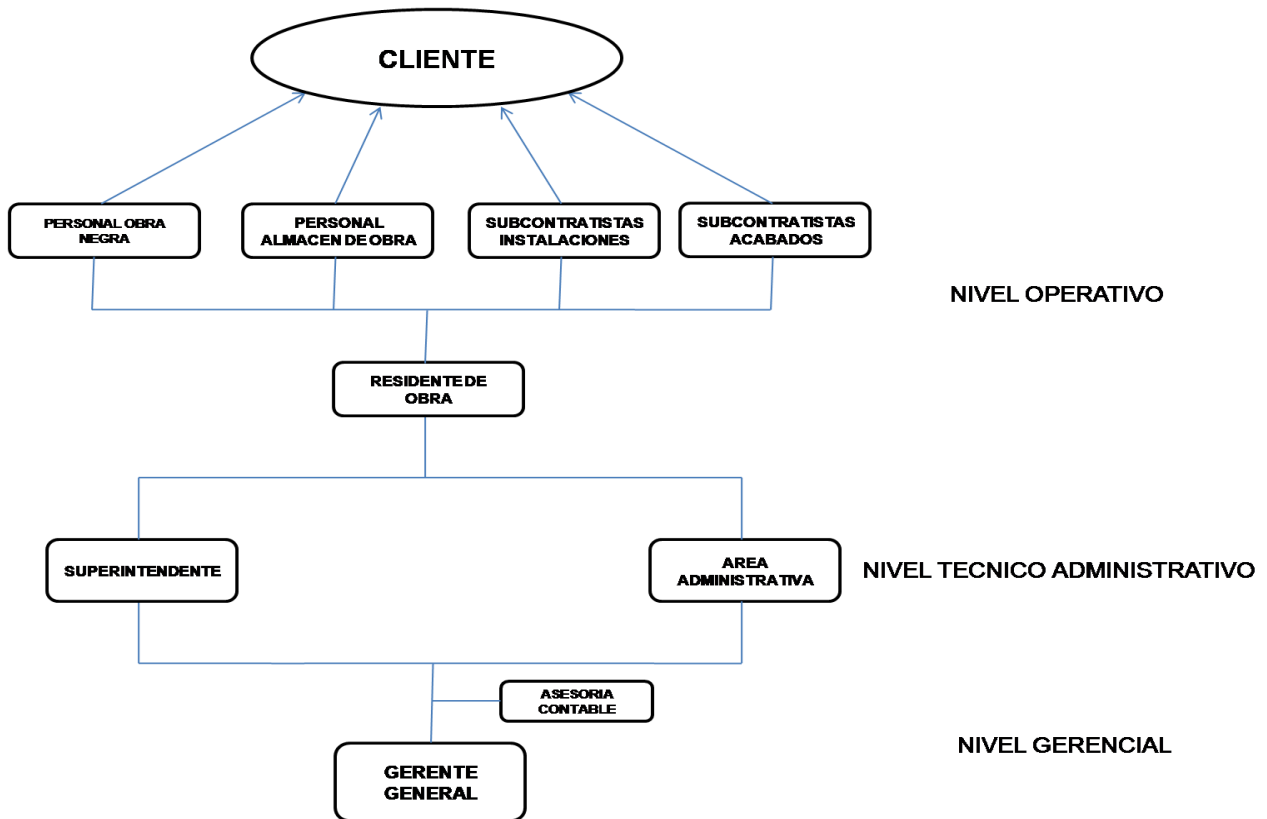 CLIENTE
PERSONAL OBRA
NEGRA
PERSONAL
ALMACEN DE OBRA
SUBCONTRATISTAS
INSTALACIONES
SUBCONTRATISTAS
ACABADOS
NIVEL OPERATIVO
RESIDENTE DE
OBRA
SUPERINTENDENTE
AREA
ADMINISTRATIVA
NIVEL TECNICO ADMINISTRATIVO
ASESORIA
CONTABLE
NIVEL GERENCIAL
GERENTE
GENERAL